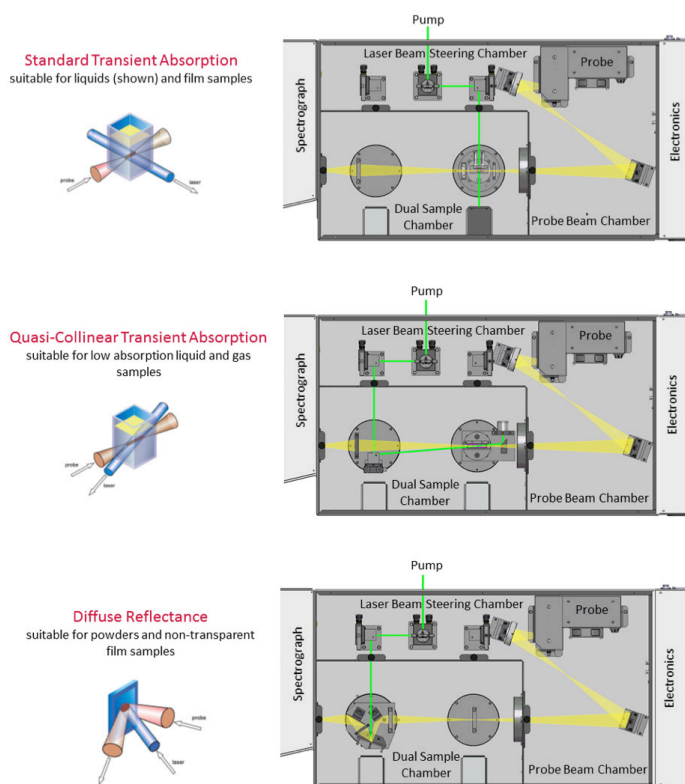 Standard Transient Absorption
suitable for liquids (shown) and film samples
probe
laser
Pump
Laser Beam Steering Chamber
Probe
Spectrograph
Electronics
Dual Sample
Chamber
Probe Beam Chamber
Quasi-Collinear Transient Absorption
suitable for low absorption liquid and gas
samples
probe
laser
Pump
Laser Beam Steering Chamber
Probe
Spectrograph
Electronics
Dual Sample
Chamber
Probe Beam Chamber
Diffuse Reflectance
suitable for powders and non-transparent
film samples
probe
laser
Pump
Laser Beam Steering Chamber
Probe
Spectrograph
Electronics
Dual Sample
Chamber
Probe Beam Chamber